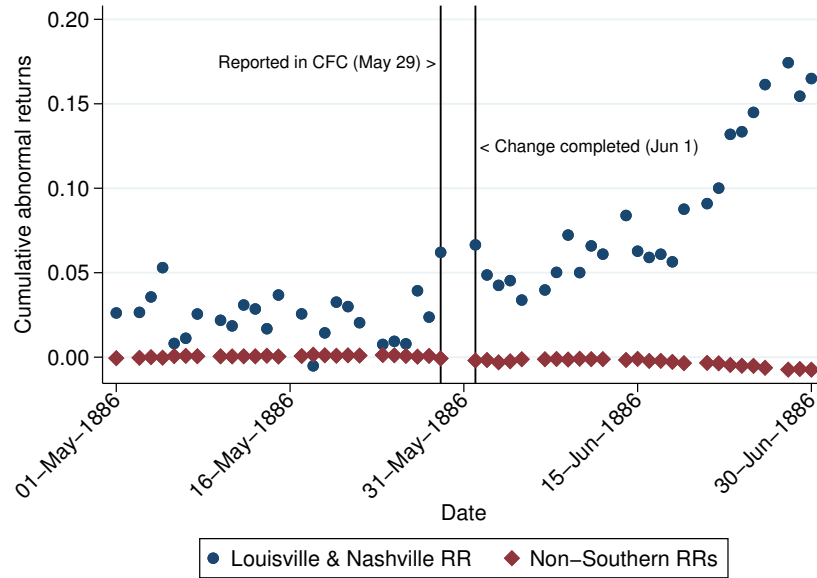 0.20
0.15
0.10
0.05
0.00
Cumulative abnormal returns
Reported in CFC (May 29) >
< Change completed (Jun 1)
01−May−1886
16−May−1886
31−May−1886
15−Jun−1886
30−Jun−1886
Date
Louisville & Nashville RR
Non−Southern RRs